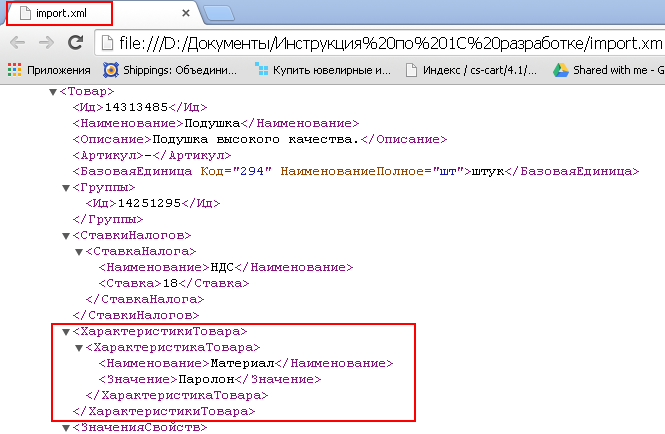 import.xml
file:///D:/Документы/Инструкция%20по%201С%20разработке/import.xm
Приложения Shippings: Объедини... Купить ювелирные и Индекс / cs-cart/4.1/... Shared with me - G
<Товар>
<Ид>14313485</Ид>
<Наименование>Подушка</Наименование>
<Описание>Подушка высокого качества.</Описание>
<Артикул>-</Артикул>
<БазоваяЕдиница Код="294" НаименованиеПолное="шт">штук</БазоваяЕдиница>
<Группы>
<Ид>14251295</Ид>
</Группы>
<СтавкиНалогов>
<СтавкаНалога>
<Наименование>НДС</Наименование>
<Ставка>18</Ставка>
</СтавкаНалога>
</СтавкиНалогов>
<ХарактеристикиТовара>
<ХарактеристикаТовара>
<Наименование>Материал</Наименование>
<Значение>Паролон</Значение>
</ХарактеристикаТовара>
</ХарактеристикиТовара>
<ЗначенияСвойств>